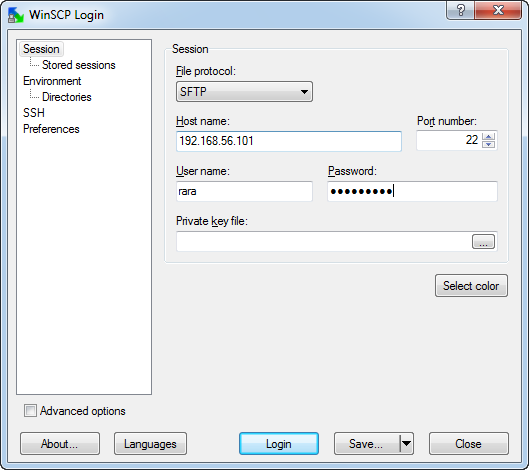 WinSCP Login
Session
Stored sessions
Environment
Directories
SSH
Preferences
Session
File protocol:
SFTP
Host name:
Port number:
192.168.56.101
22
User name:
Password:
rara
●●●●●●●●●
Private key file:
...
Select color
Advanced options
About...
Languages
Login
Save...
Close